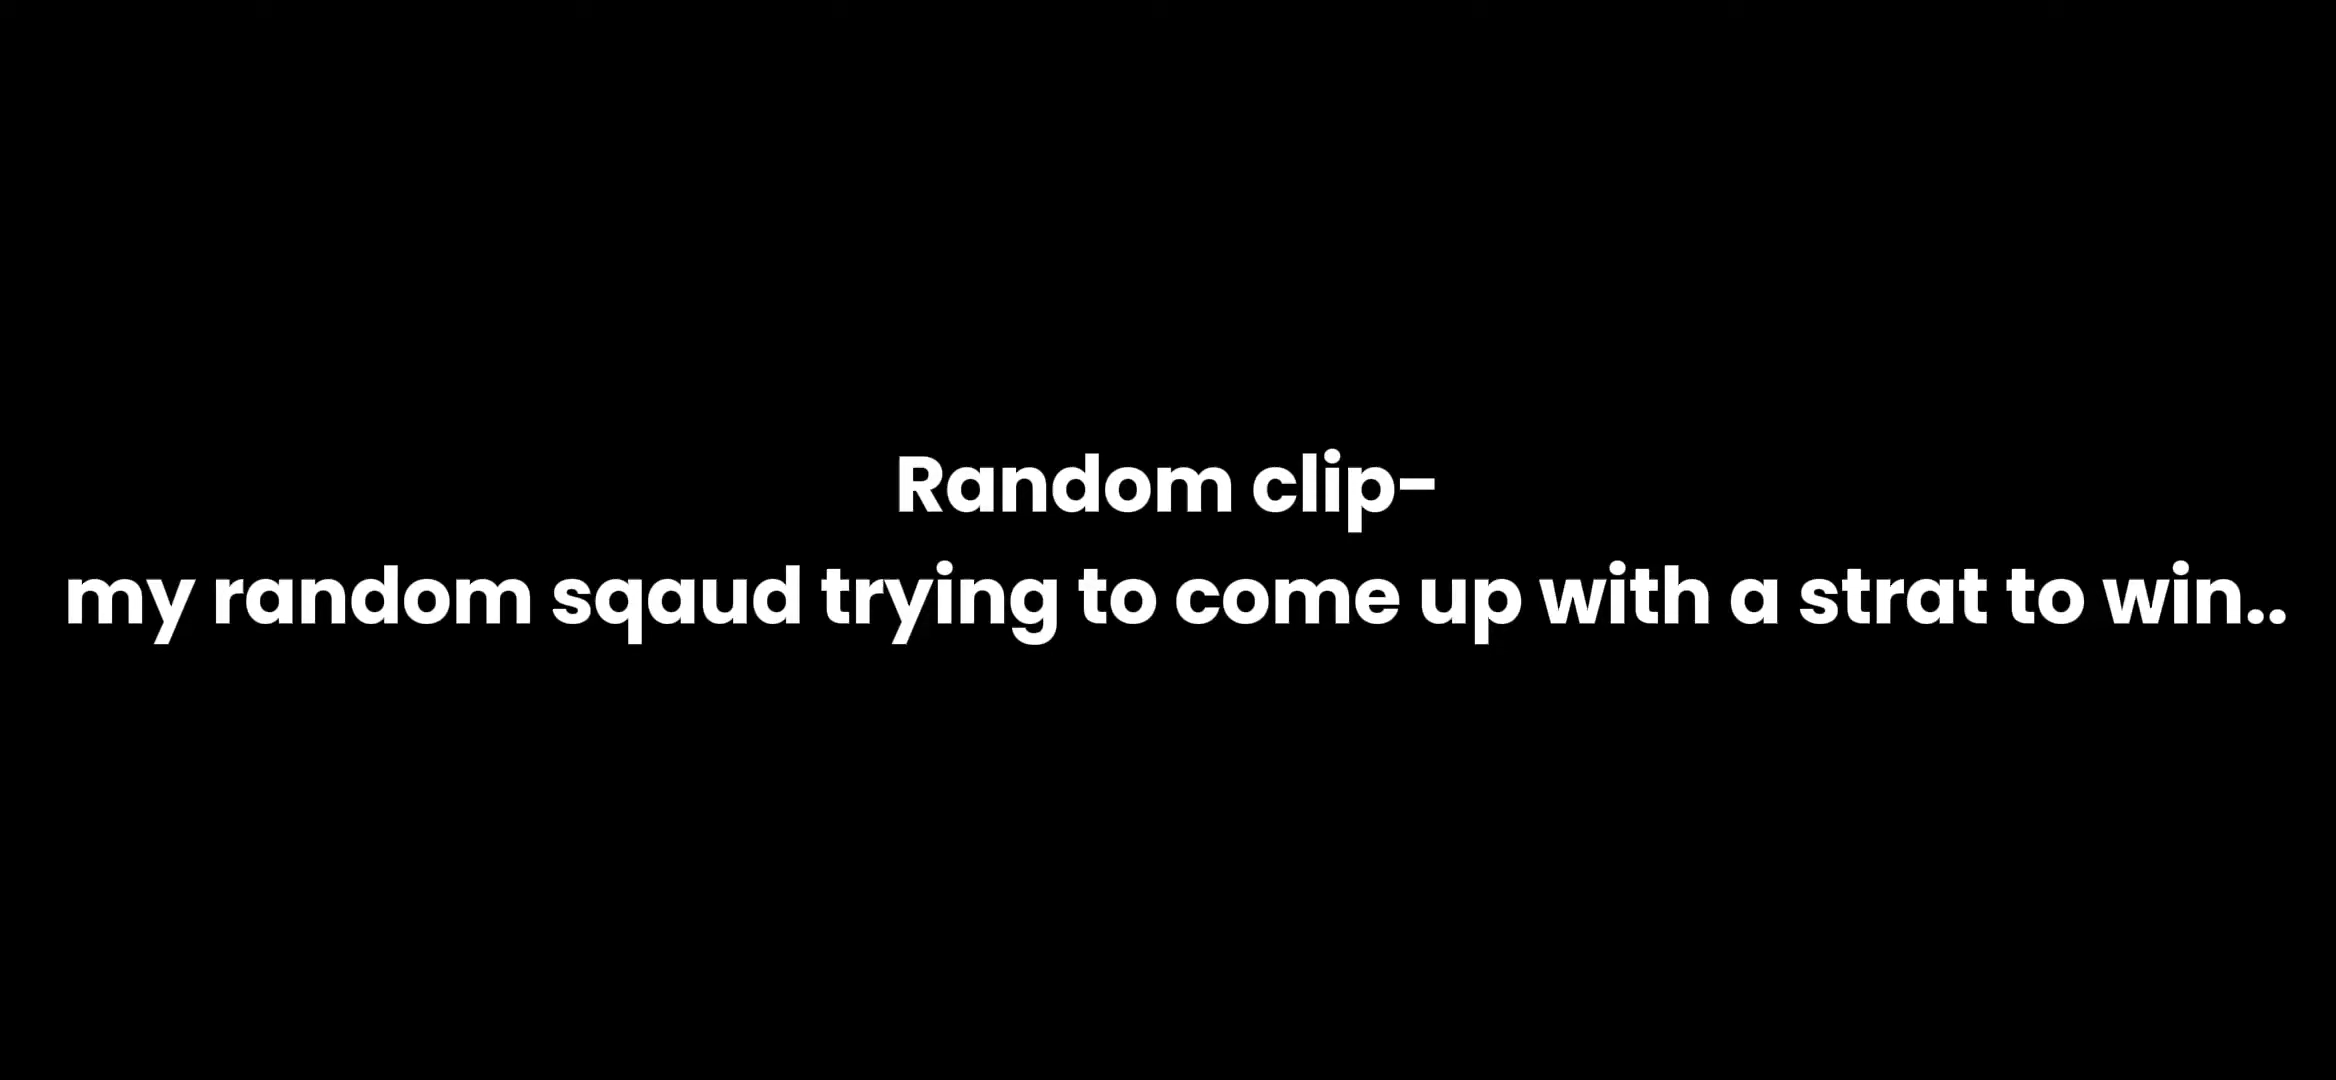 Random clip-
my random sqaud trying to come up with a strat to win..